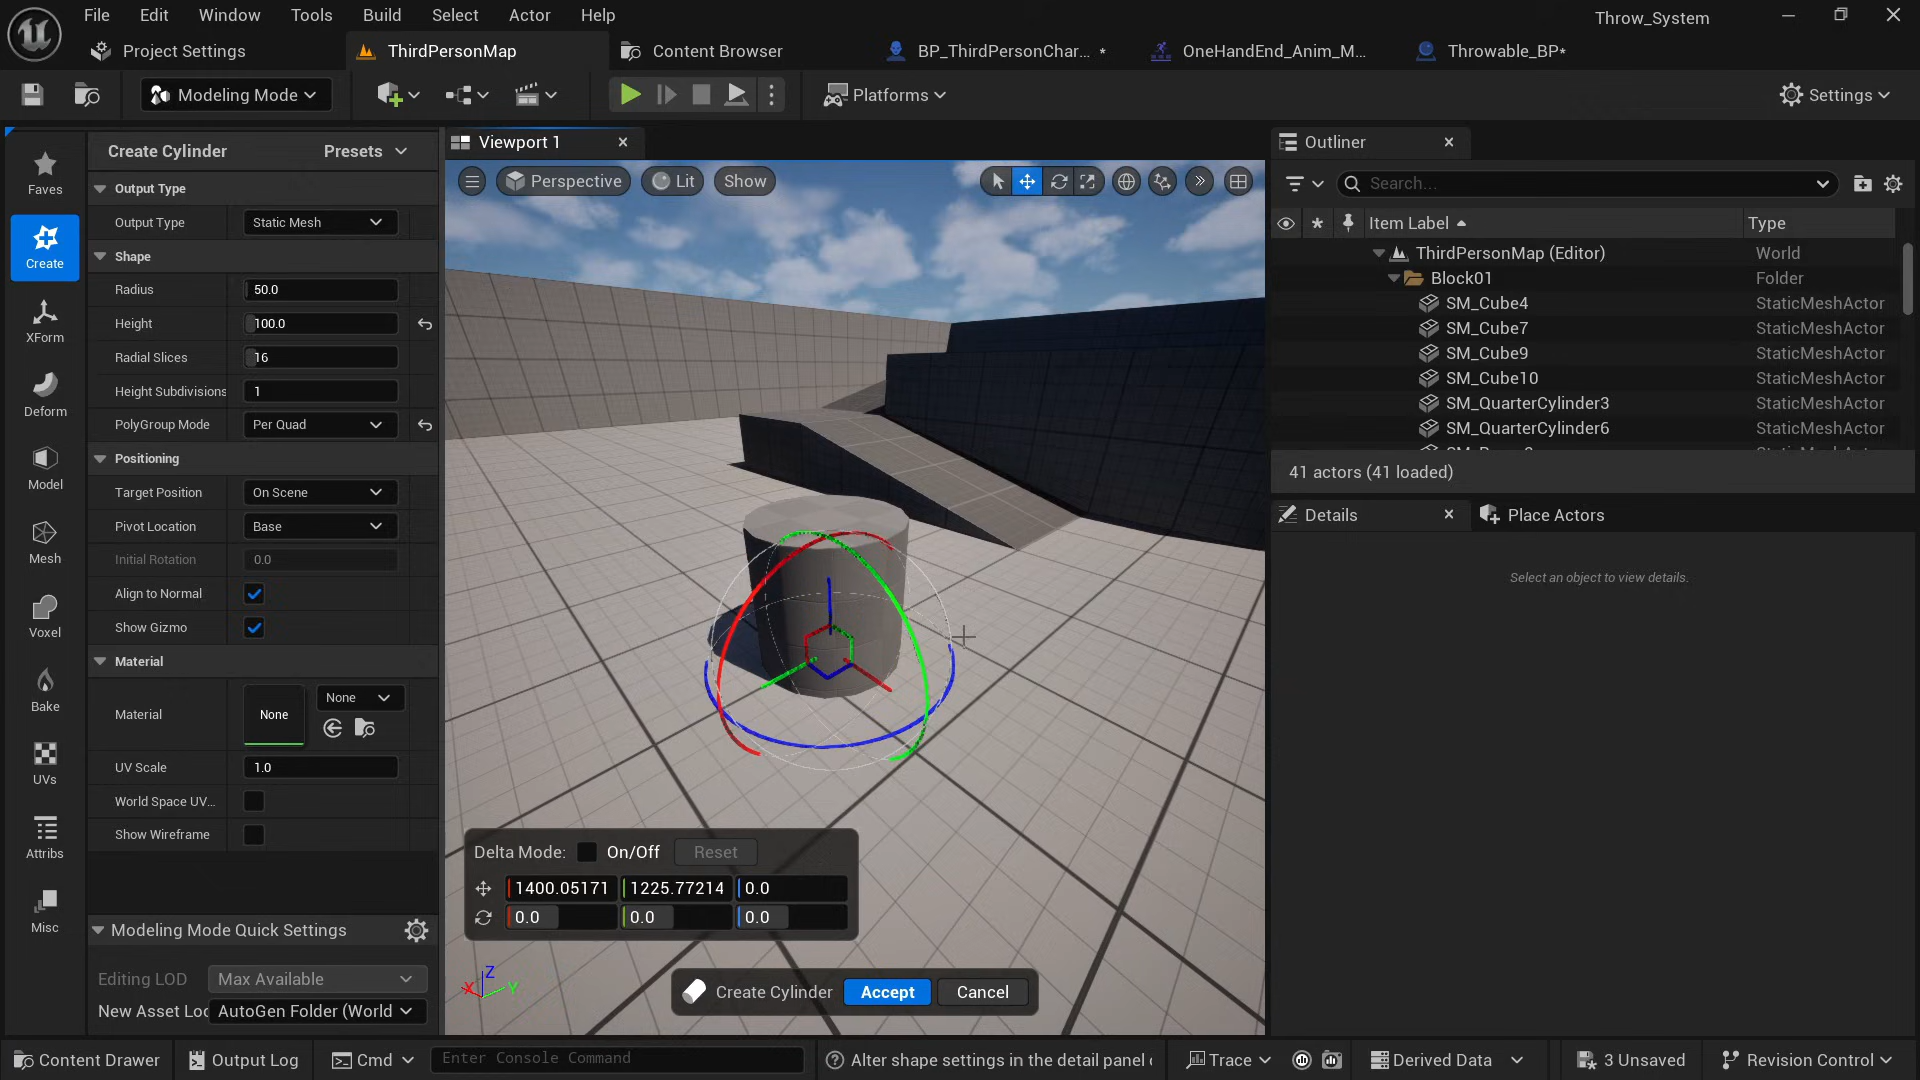 File Edit Window Tools Build Select Actor Help
Throw_System
Project Settings
ThirdPersonMap
Content Browser
BP_ThirdPersonChar... *
OneHandEnd_Anim_M...
Throwable_BP*
Modeling Mode
Platforms
Settings
Faves
Create
XForm
Deform
Model
Mesh
Voxel
Bake
UVs
Attribs
Misc
Create Cylinder Presets
Output Type
Output Type Static Mesh
Shape
Radius 50.0
Height 100.0
Radial Slices 16
Height Subdivisions 1
PolyGroup Mode Per Quad
Positioning
Target Position On Scene
Pivot Location Base
Initial Rotation 0.0
Align to Normal
Show Gizmo
Material
Material None None
UV Scale 1.0
World Space UV...
Show Wireframe
Modeling Mode Quick Settings
Editing LOD Max Available
New Asset Loc AutoGen Folder (World
Viewport 1
Perspective Lit Show
Delta Mode: On/Off Reset
1400.05171 1225.77214 0.0
0.0 0.0 0.0
Z
X Y
Create Cylinder Accept Cancel
Outliner
Search...
Item Label Type
ThirdPersonMap (Editor) World
Block01 Folder
SM_Cube4 StaticMeshActor
SM_Cube7 StaticMeshActor
SM_Cube9 StaticMeshActor
SM_Cube10 StaticMeshActor
SM_QuarterCylinder3 StaticMeshActor
SM_QuarterCylinder6 StaticMeshActor
41 actors (41 loaded)
Details Place Actors
Select an object to view details.
Content Drawer Output Log Cmd Enter Console Command Alter shape settings in the detail panel Trace Derived Data 3 Unsaved Revision Control